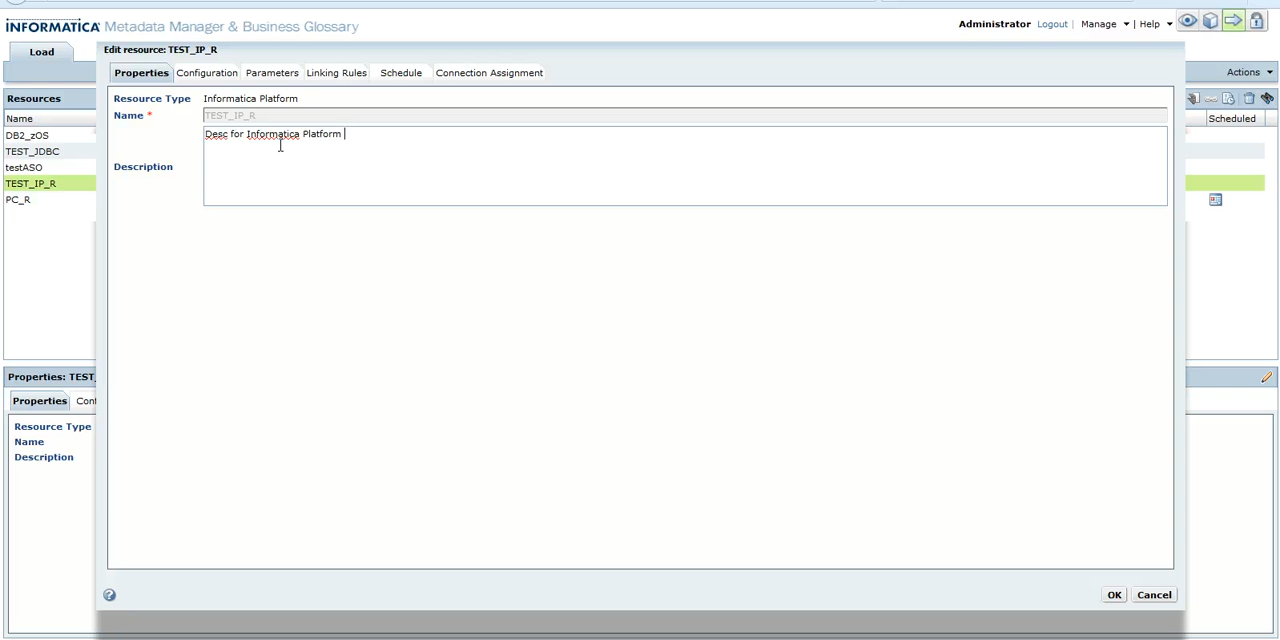 INFORMATICA Metadata Manager & Business Glossary
Administrator Logout | Manage | Help
Load
Actions
Edit resource: TEST_IP_R
Properties Configuration Parameters Linking Rules Schedule Connection Assignment
Resources
Name
Scheduled
DB2_zOS
TEST_JDBC
testASO
TEST_IP_R
PC_R
Resource Type Informatica Platform
Name * TEST_IP_R
Description Desc for Informatica Platform
Properties: TEST_
Properties Conf
Resource Type
Name
Description
OK Cancel